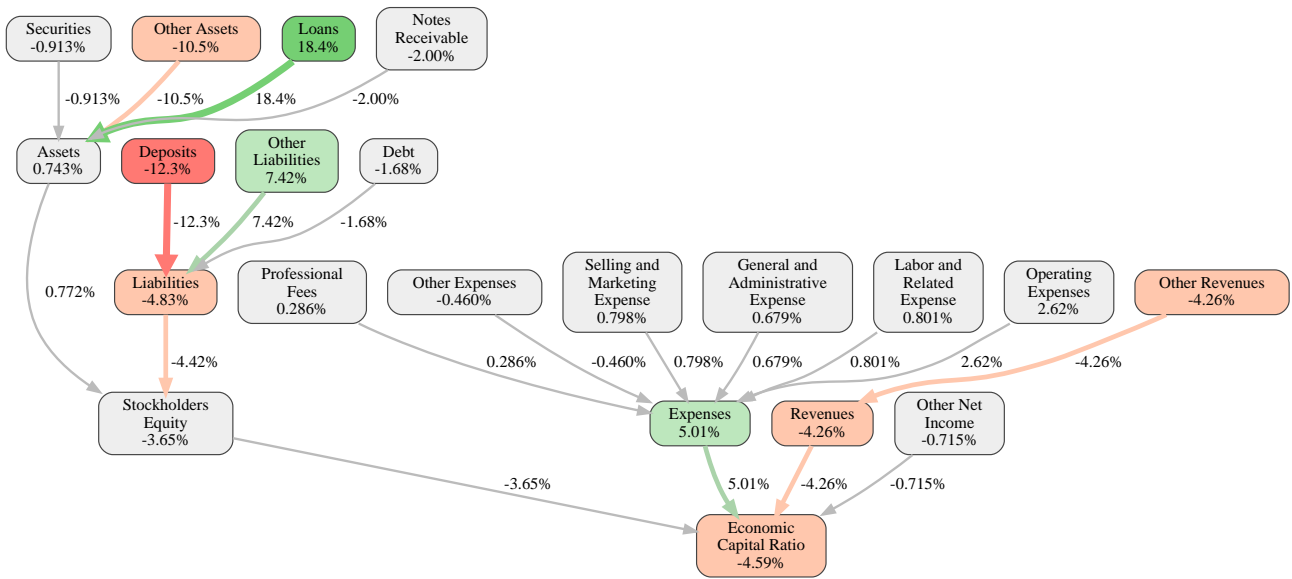 Securities
-0.913%
Other Assets
-10.5%
Loans
18.4%
Notes
Receivable
-2.00%
-0.913%
-10.5%
18.4%
-2.00%
Assets
0.743%
Deposits
-12.3%
Other
Liabilities
7.42%
Debt
-1.68%
-12.3%
7.42%
-1.68%
0.772%
Liabilities
-4.83%
Professional
Fees
0.286%
Other Expenses
-0.460%
Selling and
Marketing
Expense
0.798%
General and
Administrative
Expense
0.679%
Labor and
Related
Expense
0.801%
Operating
Expenses
2.62%
Other Revenues
-4.26%
-4.42%
0.286%
-0.460%
0.798%
0.679%
0.801%
2.62%
-4.26%
Stockholders
Equity
-3.65%
Expenses
5.01%
Revenues
-4.26%
Other Net
Income
-0.715%
-3.65%
5.01%
-4.26%
-0.715%
Economic
Capital Ratio
-4.59%